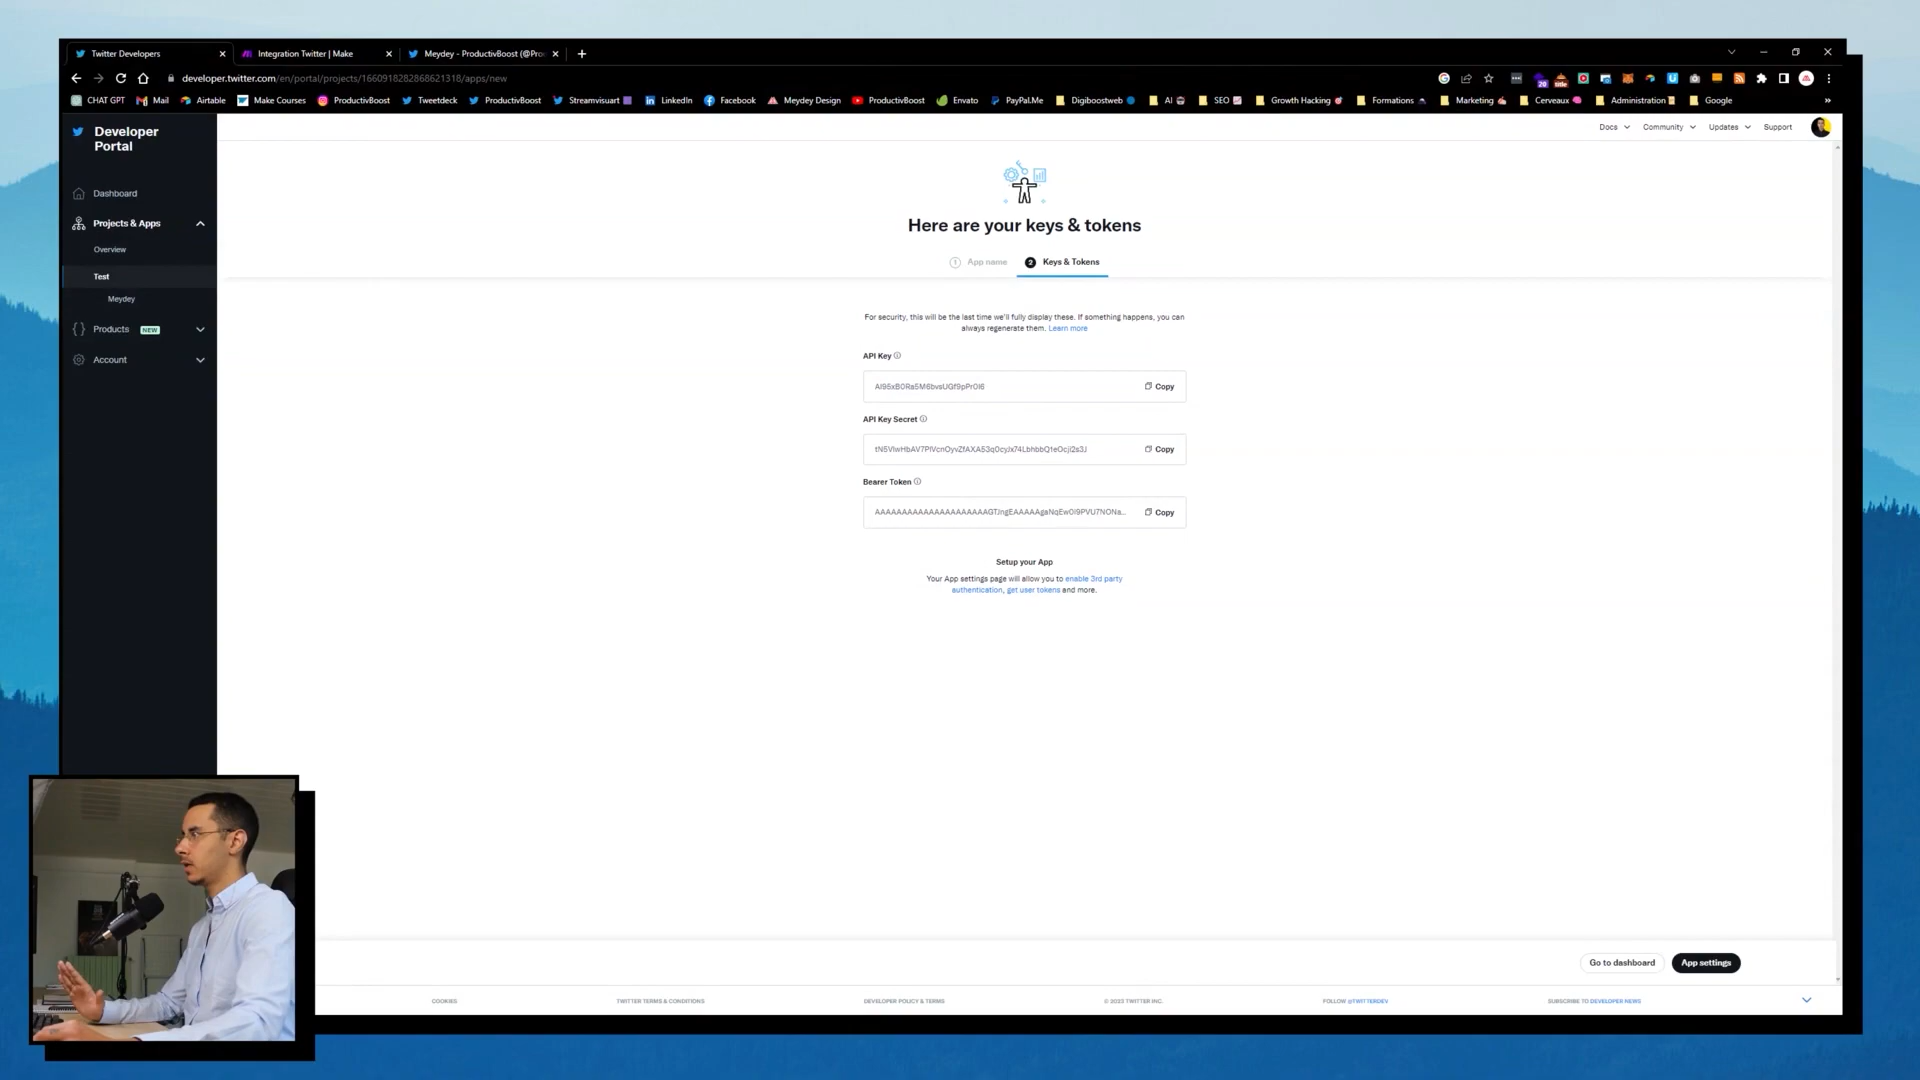 Twitter Developers
Integration Twitter | Make
Meydey - ProductivBoost (@Pro
developer.twitter.com/en/portal/projects/1660918282868621318/apps/new
CHAT GPT Mail Airtable Make Courses ProductivBoost Tweetdeck ProductivBoost Streamvisuart LinkedIn Facebook Meydey Design ProductivBoost Envato PayPal.Me Digiboostweb AI SEO Growth Hacking Formations Marketing Cerveaux Administration Google
Developer
Portal
Docs Community Updates Support
Dashboard
Projects & Apps
Overview
Test
Meydey
Products NEW
Account
Here are your keys & tokens
1 App name 2 Keys & Tokens
For security, this will be the last time we'll fully display these. If something happens, you can
always regenerate them. Learn more
API Key
Copy
API Key Secret
Copy
Bearer Token
Copy
Setup your App
Your App settings page will allow you to enable 3rd party
authentication, get user tokens and more.
Go to dashboard App settings
COOKIES TWITTER TERMS & CONDITIONS DEVELOPER POLICY & TERMS © 2023 TWITTER INC. FOLLOW @TWITTERDEV SUBSCRIBE TO DEVELOPER NEWS